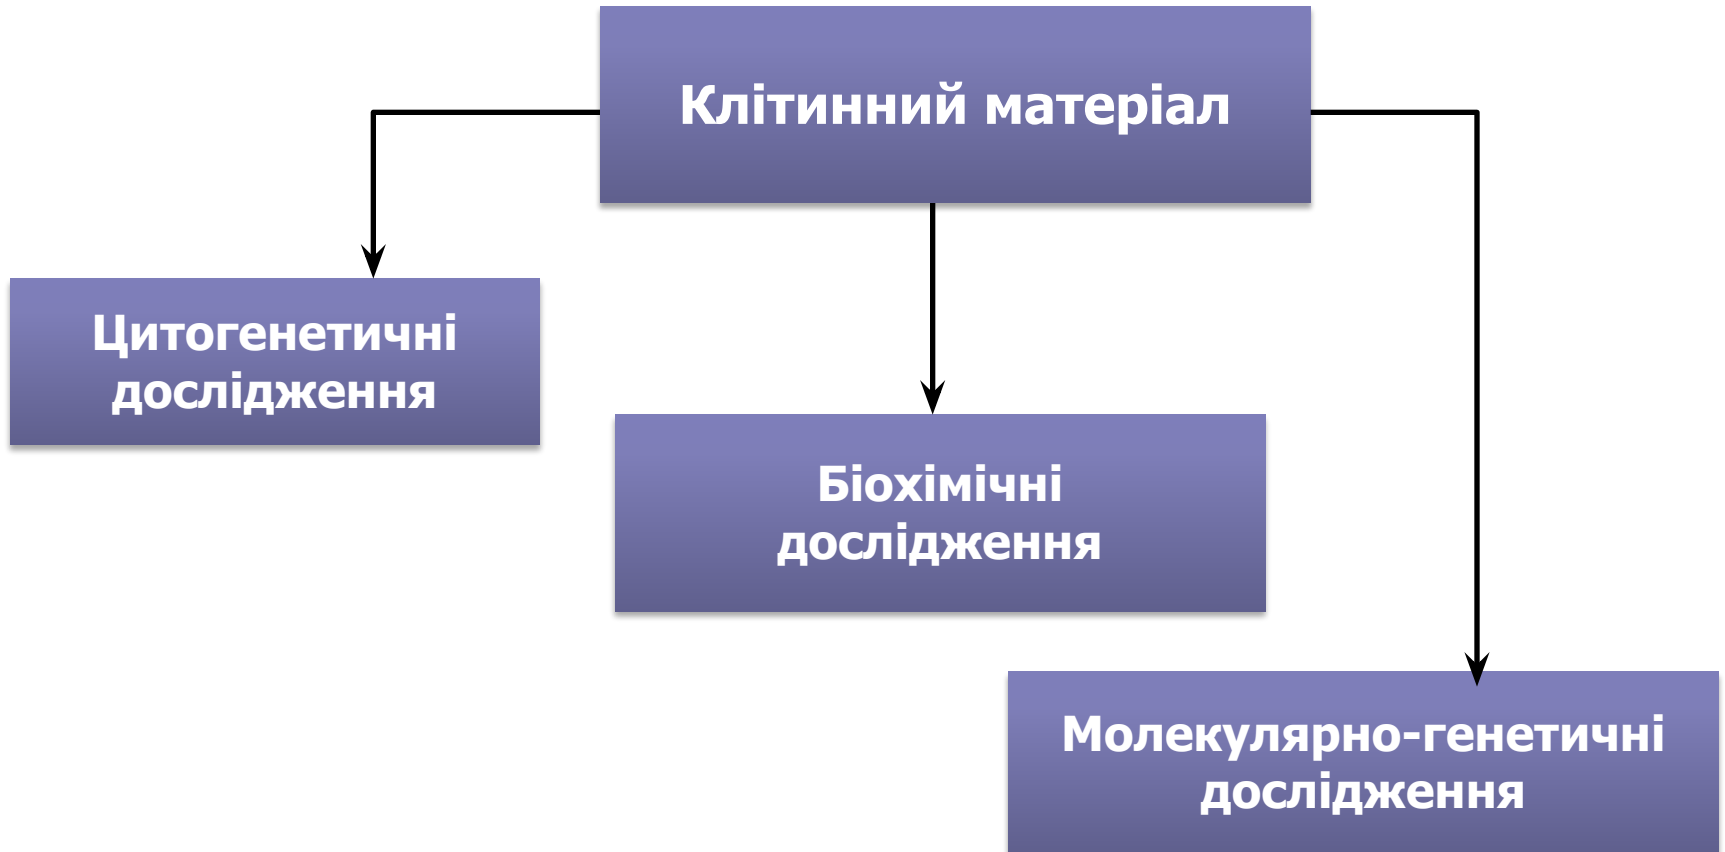 Клітинний матеріал
Цитогенетичні
дослідження
Біохімічні
дослідження
Молекулярно-генетичні
дослідження